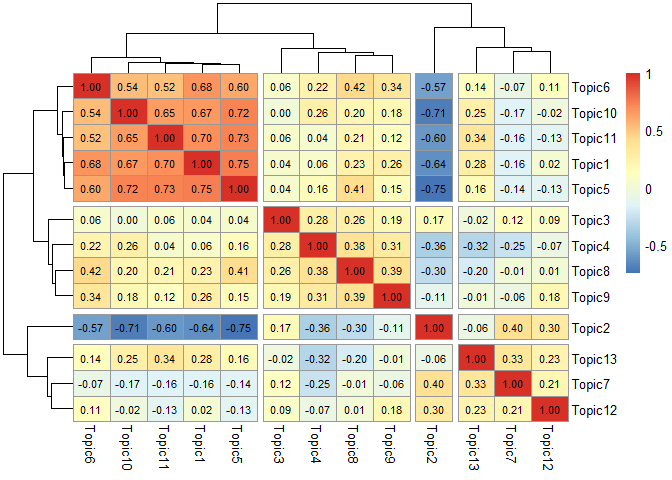 1.00 0.54 0.52 0.68 0.60 0.06 0.22 0.42 0.34 -0.57 0.14 -0.07 0.11 Topic6
0.54 1.00 0.65 0.67 0.72 0.00 0.26 0.20 0.18 -0.71 0.25 -0.17 -0.02 Topic10
0.52 0.65 1.00 0.70 0.73 0.06 0.04 0.21 0.12 -0.60 0.34 -0.16 -0.13 Topic11
0.68 0.67 0.70 1.00 0.75 0.04 0.06 0.23 0.26 -0.64 0.28 -0.16 0.02 Topic1
0.60 0.72 0.73 0.75 1.00 0.04 0.16 0.41 0.15 -0.75 0.16 -0.14 -0.13 Topic5
0.06 0.00 0.06 0.04 0.04 1.00 0.28 0.26 0.19 0.17 -0.02 0.12 0.09 Topic3
0.22 0.26 0.04 0.06 0.16 0.28 1.00 0.38 0.31 -0.36 -0.32 -0.25 -0.07 Topic4
0.42 0.20 0.21 0.23 0.41 0.26 0.38 1.00 0.39 -0.30 -0.20 -0.01 0.01 Topic8
0.34 0.18 0.12 0.26 0.15 0.19 0.31 0.39 1.00 -0.11 -0.01 -0.06 0.18 Topic9
-0.57 -0.71 -0.60 -0.64 -0.75 0.17 -0.36 -0.30 -0.11 1.00 -0.06 0.40 0.30 Topic2
0.14 0.25 0.34 0.28 0.16 -0.02 -0.32 -0.20 -0.01 -0.06 1.00 0.33 0.23 Topic13
-0.07 -0.17 -0.16 -0.16 -0.14 0.12 -0.25 -0.01 -0.06 0.40 0.33 1.00 0.21 Topic7
0.11 -0.02 -0.13 0.02 -0.13 0.09 -0.07 0.01 0.18 0.30 0.23 0.21 1.00 Topic12
Topic6 Topic10 Topic11 Topic1 Topic5 Topic3 Topic4 Topic8 Topic9 Topic2 Topic13 Topic7 Topic12
1
0.5
0
-0.5